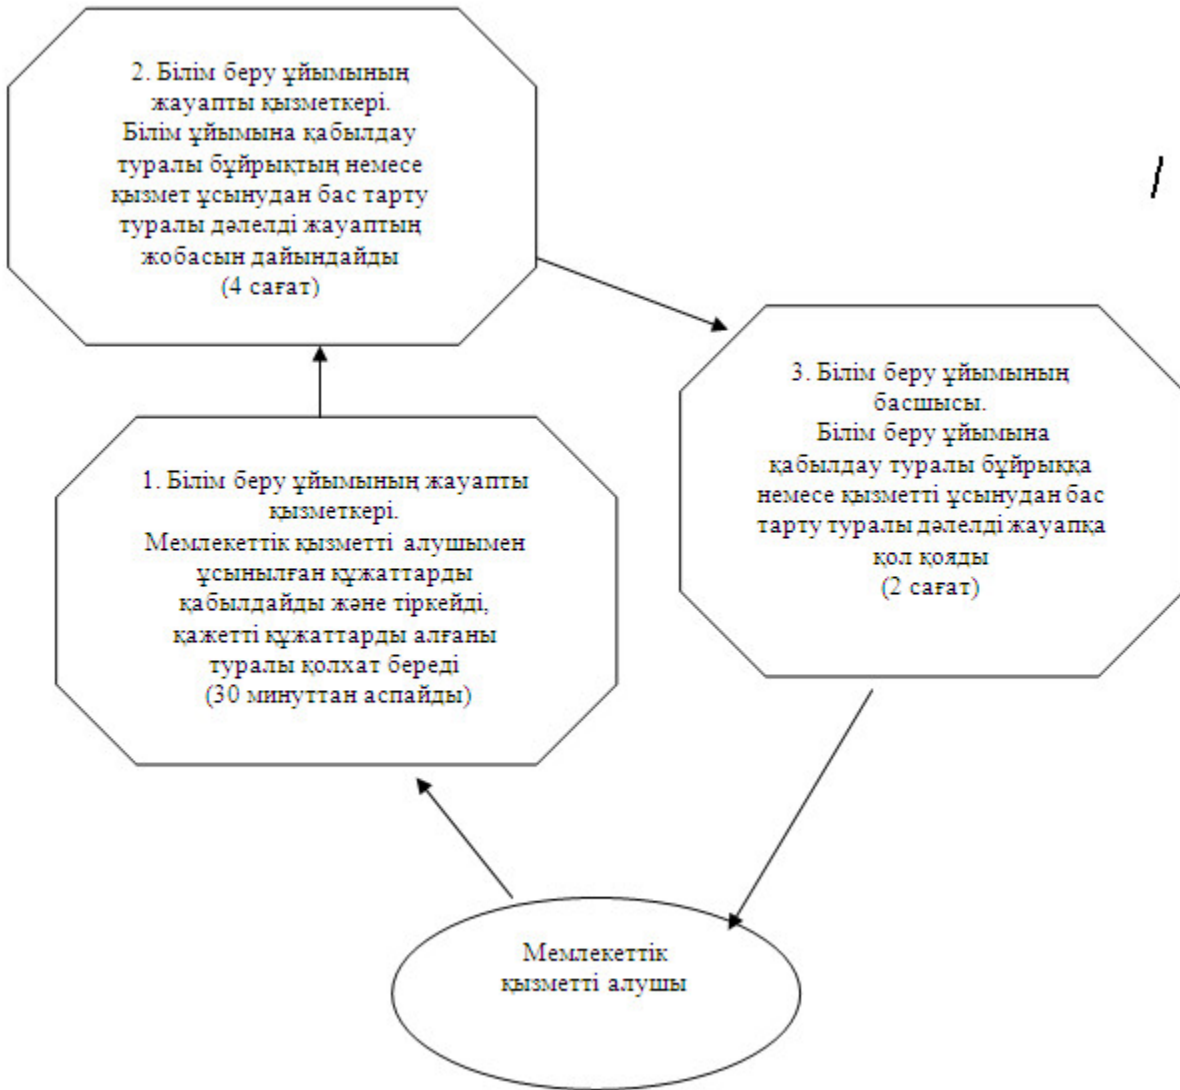 2. Білім беру ұйымының
жауапты қызметкері.
Білім ұйымына қабылдау
туралы бұйрықтың немесе
қызмет ұсынудан бас тарту
туралы дәлелді жауаптың
жобасын дайындайды
(4 сағат)
3. Білім беру ұйымының
басшысы.
Білім беру ұйымына
қабылдау туралы бұйрыққа
немесе қызметті ұсынудан бас
тарту туралы дәлелді жауапқа
қол қояды
(2 сағат)
1. Білім беру ұйымының жауапты
қызметкері.
Мемлекеттік қызметті алушымен
ұсынылған құжаттарды
қабылдайды және тіркейді,
қажетті құжаттарды алғаны
туралы қолхат береді
(30 минуттан аспайды)
Мемлекеттік
қызметті алушы